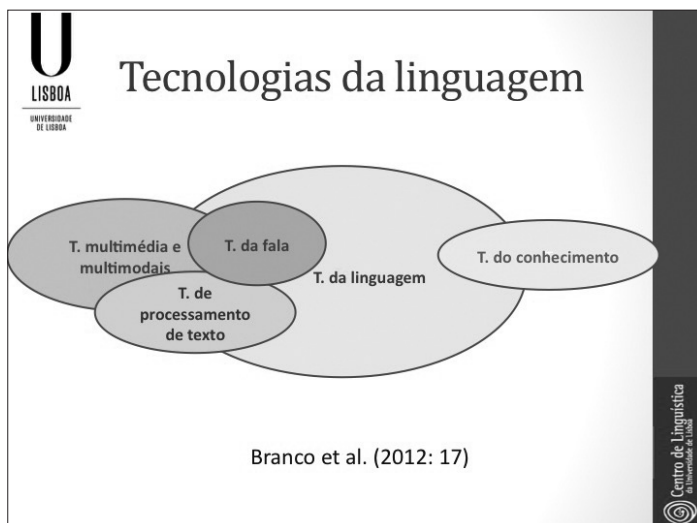 U
LISBOA
UNIVERSIDADE
DE LISBOA
Tecnologias da linguagem
T. multimédia e
multimodais
T. da fala
T. da linguagem
T. do conhecimento
T. de
processamento
de texto
Branco et al. (2012: 17)
Centro de Linguística
da Universidade de Lisboa